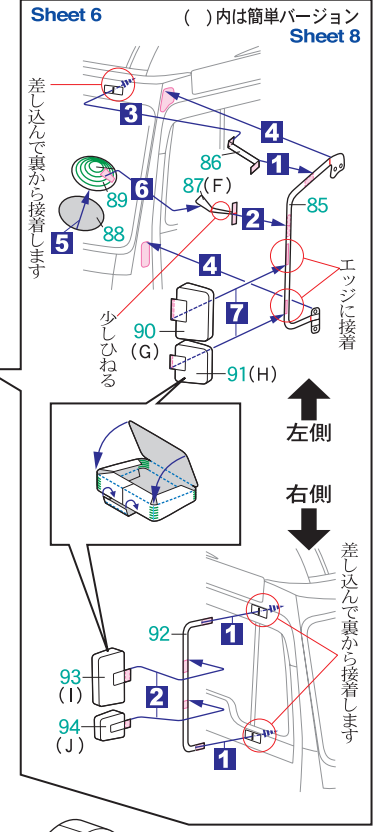 Sheet 6
(　)内は簡単バージョン
Sheet 8
差し込んで裏から接着します
3
4
86
1
87(F)
85
89
6
2
5
88
4
エッジに接着
少しひねる
7
90
(G)
91(H)
左側
右側
差し込んで裏から接着します
92
1
93
(I)
2
94
(J)
1